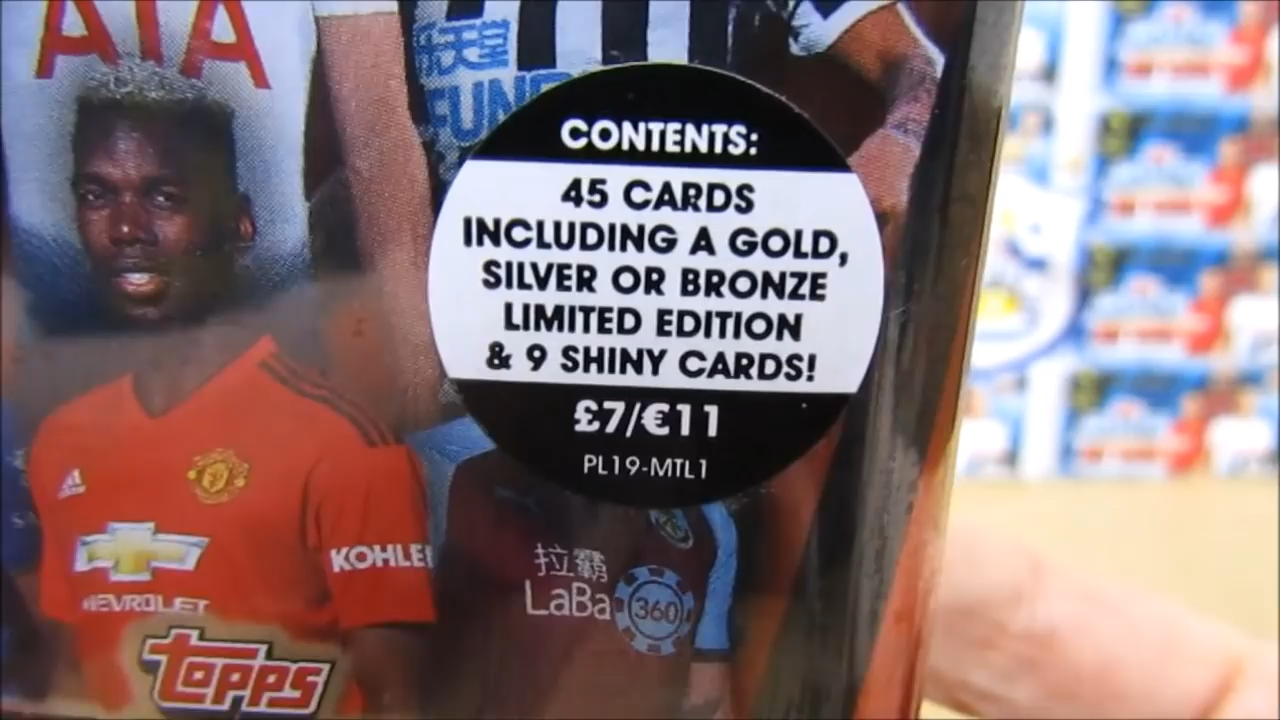 AIA
FUN
CONTENTS:
45 CARDS
INCLUDING A GOLD,
SILVER OR BRONZE
LIMITED EDITION
& 9 SHINY CARDS!
£7/€11
PL19-MTL1
KOHLE
HEVROLET
拉霸
LaBa
360
TOPPS